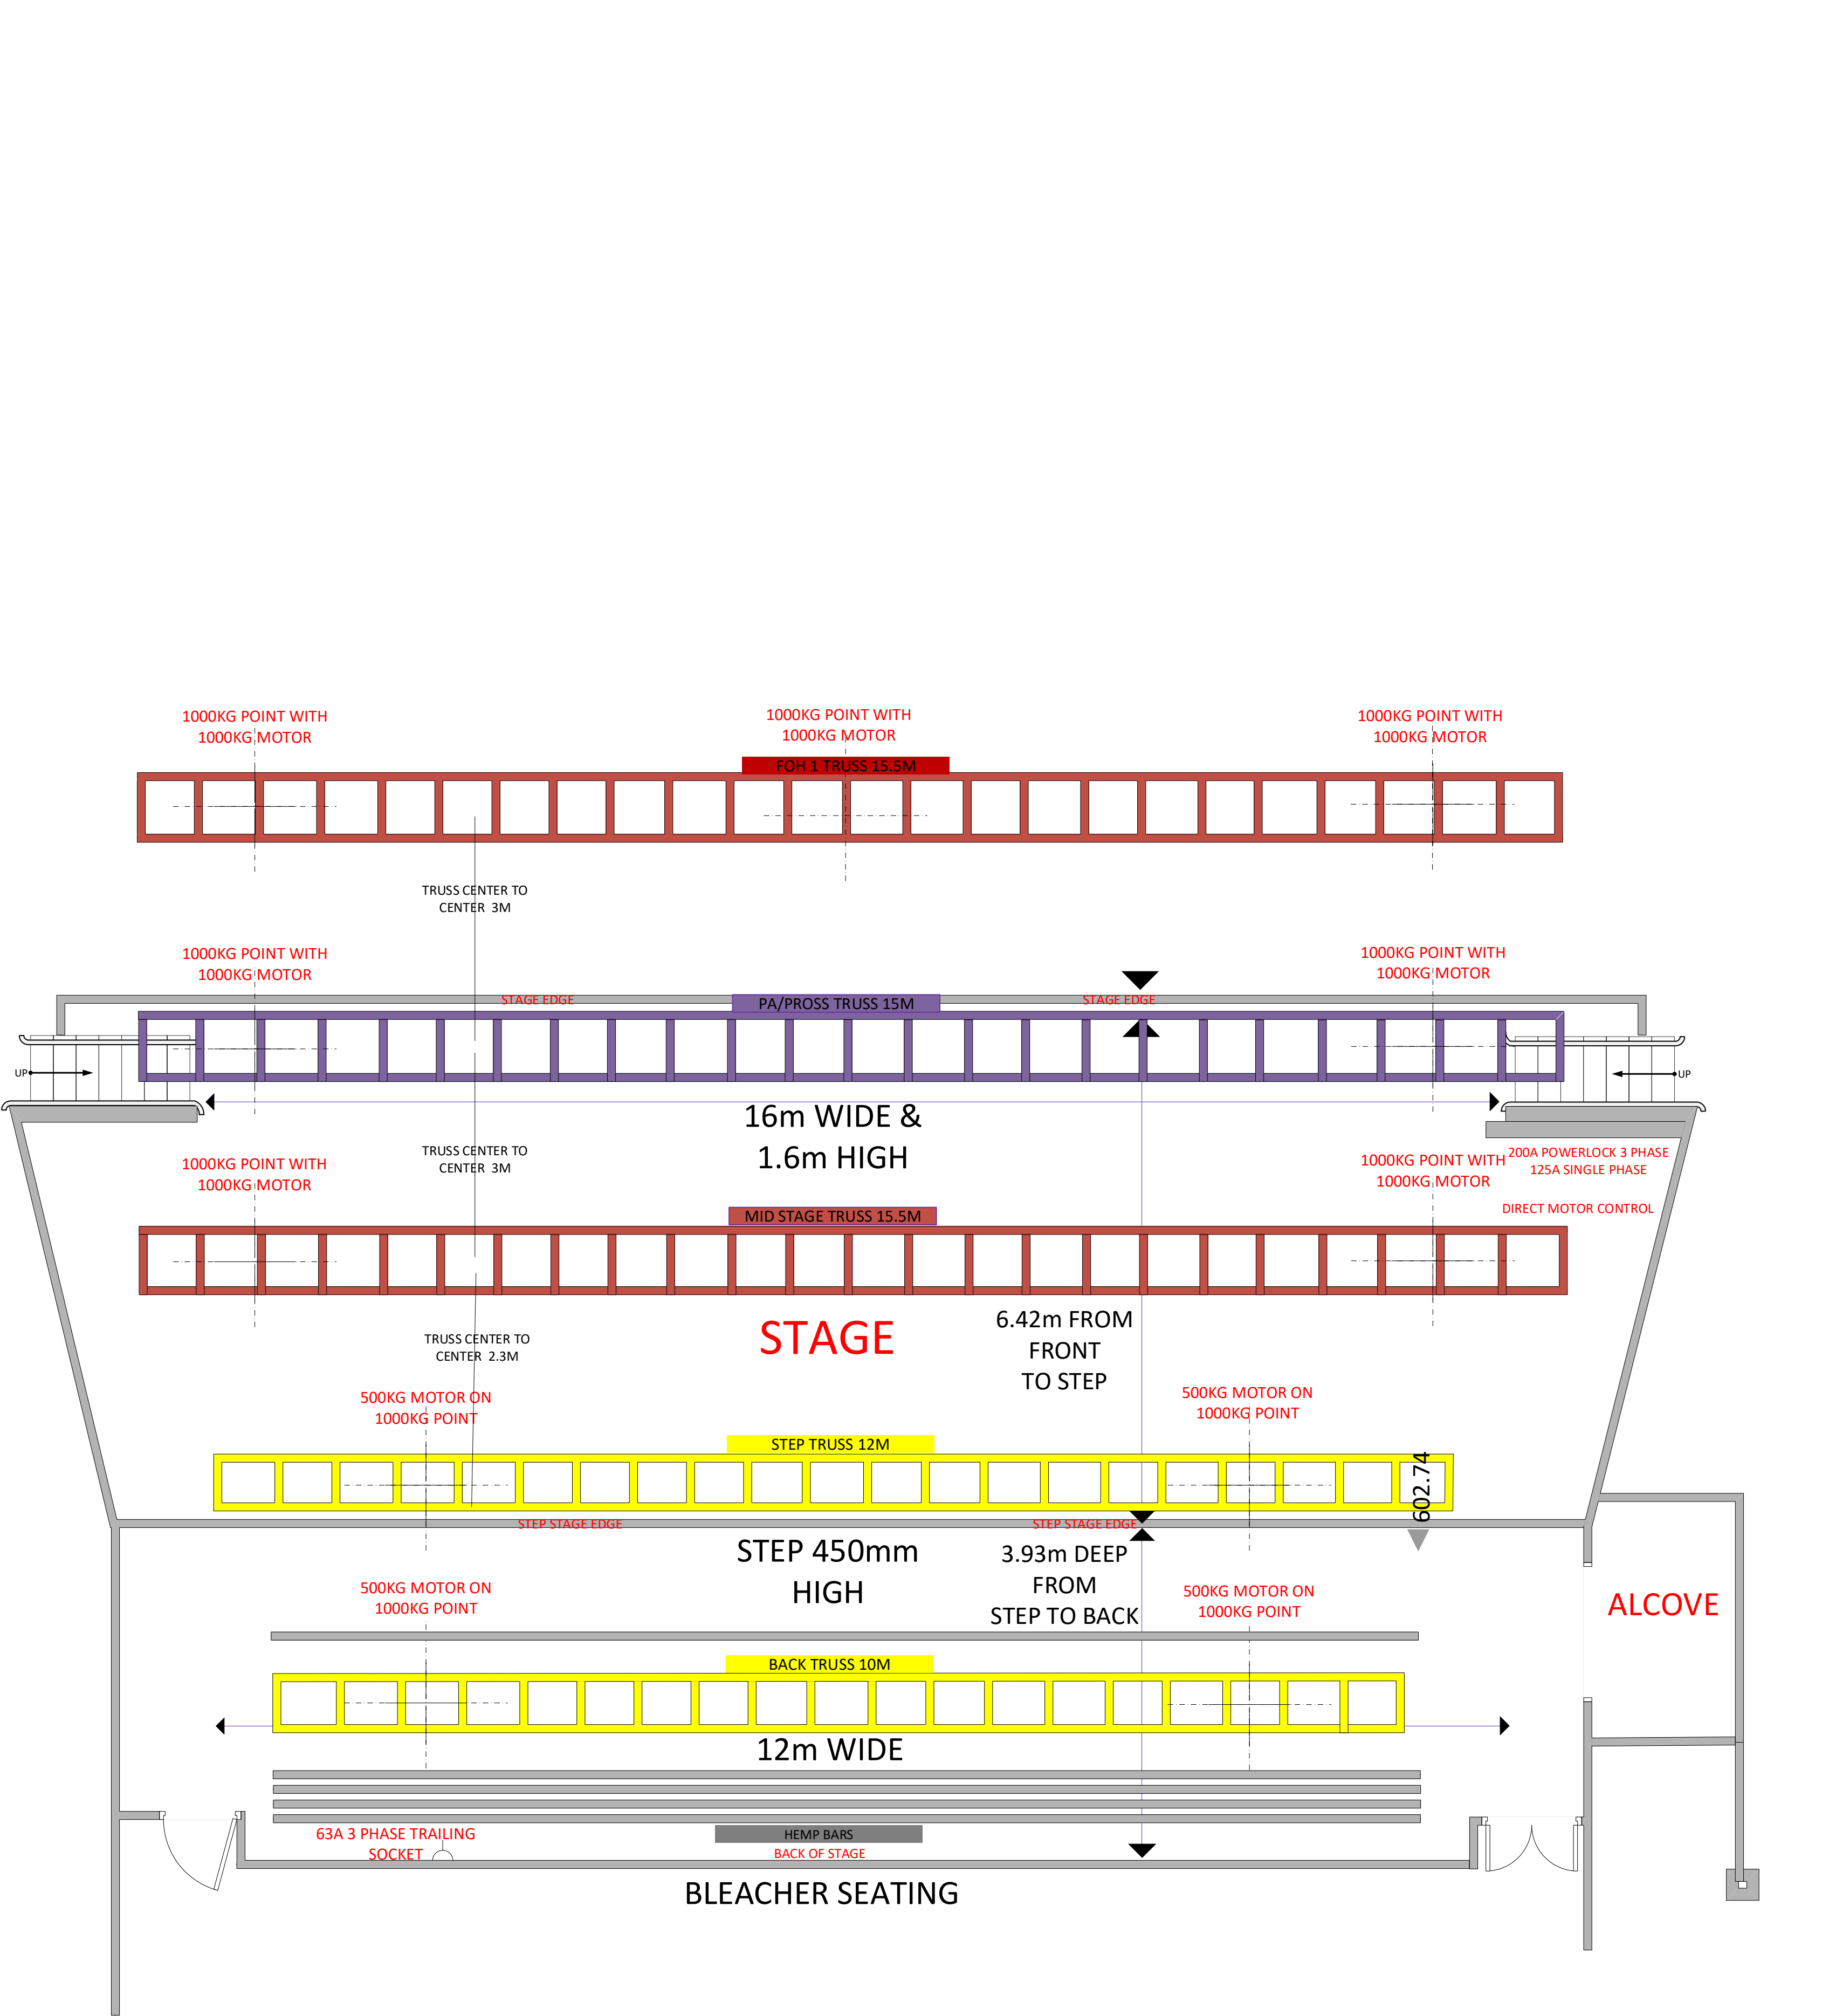 1000KG POINT WITH
1000KG MOTOR
1000KG POINT WITH
1000KG MOTOR
1000KG POINT WITH
1000KG MOTOR
FOH 1 TRUSS 15.5M
TRUSS CENTER TO
CENTER 3M
1000KG POINT WITH
1000KG MOTOR
1000KG POINT WITH
1000KG MOTOR
STAGE EDGE
PA/PROSS TRUSS 15M
STAGE EDGE
UP
UP
16m WIDE &
1.6m HIGH
TRUSS CENTER TO
CENTER 3M
1000KG POINT WITH
1000KG MOTOR
1000KG POINT WITH
1000KG MOTOR
200A POWERLOCK 3 PHASE
125A SINGLE PHASE
DIRECT MOTOR CONTROL
MID STAGE TRUSS 15.5M
STAGE
6.42m FROM
FRONT
TO STEP
TRUSS CENTER TO
CENTER 2.3M
500KG MOTOR ON
1000KG POINT
500KG MOTOR ON
1000KG POINT
STEP TRUSS 12M
602.74
STEP STAGE EDGE
STEP STAGE EDGE
STEP 450mm
HIGH
3.93m DEEP
FROM
STEP TO BACK
500KG MOTOR ON
1000KG POINT
500KG MOTOR ON
1000KG POINT
ALCOVE
BACK TRUSS 10M
12m WIDE
63A 3 PHASE TRAILING
SOCKET
HEMP BARS
BACK OF STAGE
BLEACHER SEATING